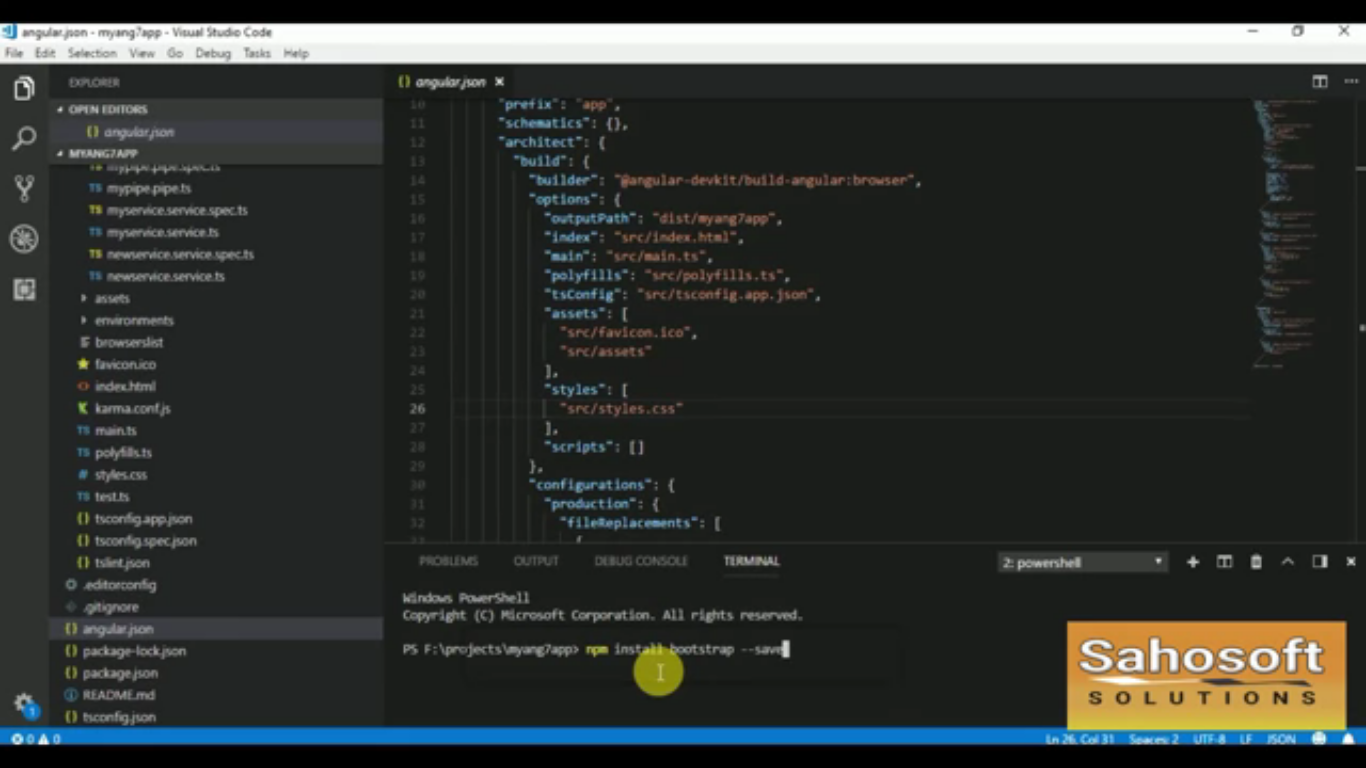 angular.json - myang7app - Visual Studio Code
File Edit Selection View Go Debug Tasks Help
EXPLORER
OPEN EDITORS
{} angular.json
MYANG7APP
mypipe.pipe.spec.ts
TS mypipe.pipe.ts
TS myservice.service.spec.ts
TS myservice.service.ts
TS newservice.service.spec.ts
TS newservice.service.ts
assets
environments
browserslist
favicon.ico
index.html
karma.conf.js
TS main.ts
TS polyfills.ts
# styles.css
TS test.ts
{} tsconfig.app.json
{} tsconfig.spec.json
{} tslint.json
.editorconfig
.gitignore
{} angular.json
{} package-lock.json
{} package.json
README.md
{} tsconfig.json
1
{} angular.json
10 "prefix": "app",
11 "schematics": {},
12 "architect": {
13 "build": {
14 "builder": "@angular-devkit/build-angular:browser",
15 "options": {
16 "outputPath": "dist/myang7app",
17 "index": "src/index.html",
18 "main": "src/main.ts",
19 "polyfills": "src/polyfills.ts",
20 "tsConfig": "src/tsconfig.app.json",
21 "assets": [
22 "src/favicon.ico",
23 "src/assets"
24 ],
25 "styles": [
26 "src/styles.css"
27 ],
28 "scripts": []
29 },
30 "configurations": {
31 "production": {
32 "fileReplacements": [
{
PROBLEMS OUTPUT DEBUG CONSOLE TERMINAL 2: powershell
Windows PowerShell
Copyright (C) Microsoft Corporation. All rights reserved.
PS F:\projects\myang7app> npm install bootstrap --save
Sahosoft
SOLUTIONS
0 0 Ln 26, Col 31 Spaces: 2 UTF-8 LF JSON